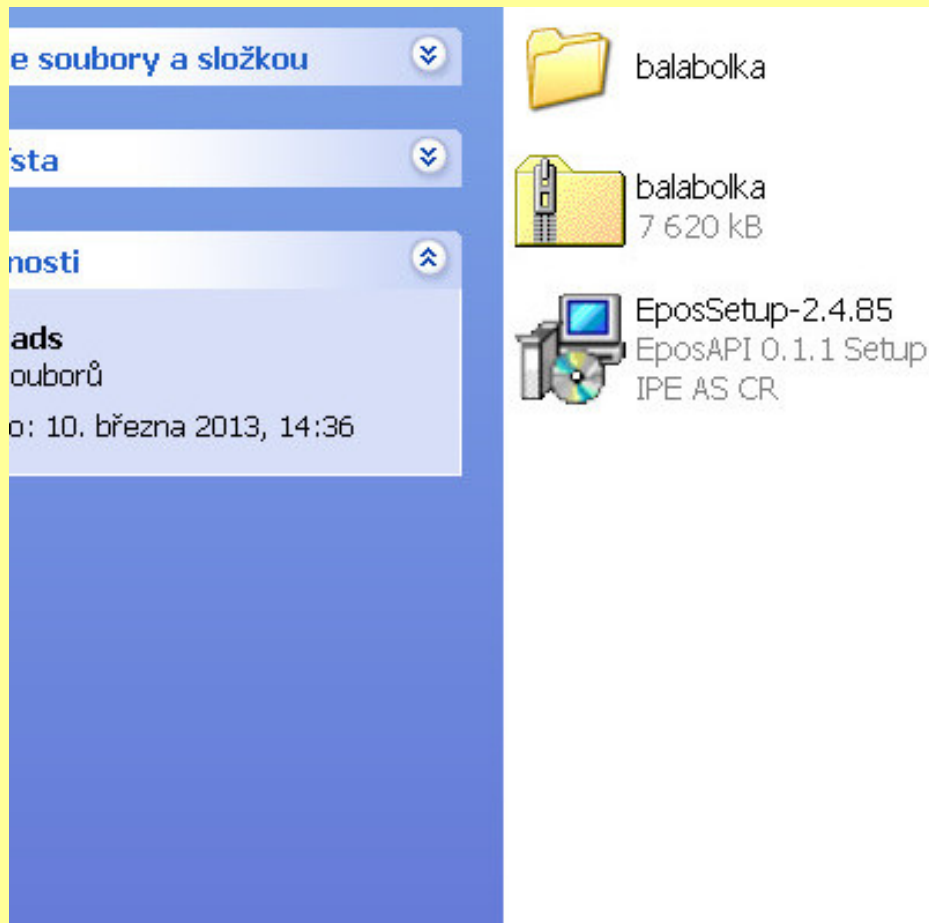 e soubory a složkou
ísta
nosti
ads
ouborů
o: 10. března 2013, 14:36
balabolka
balabolka
7 620 kB
EposSetup-2.4.85
EposAPI 0.1.1 Setup
IPE AS CR